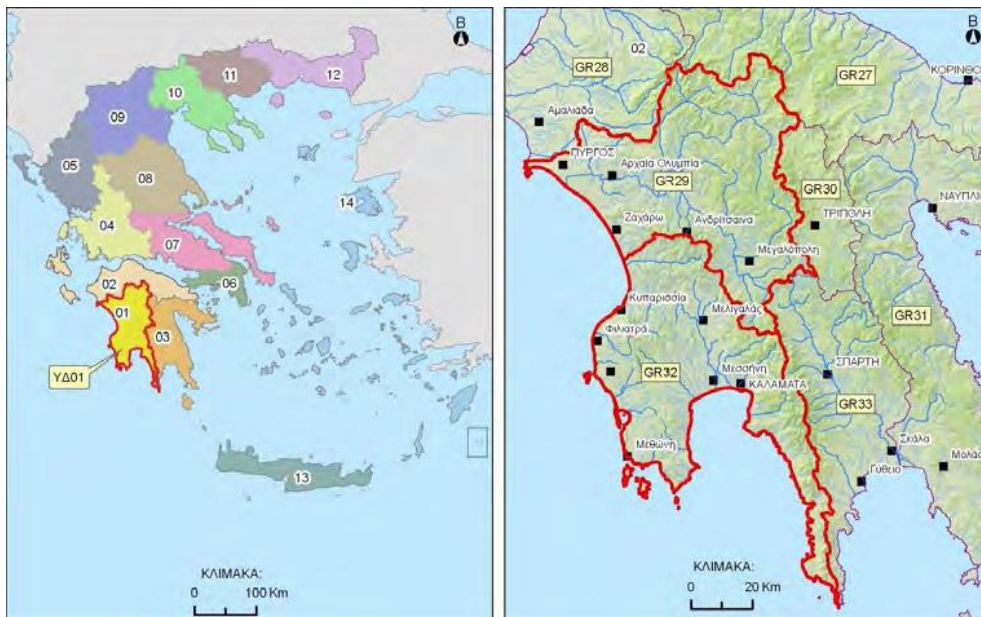 B
11
12
10
09
05
08
14
04
07
02
06
01
03
ΥΔ01
13
ΚΛΙΜΑΚΑ:
0 100 Km
B
02
GR28
GR27
ΚΟΡΙΝΘΟ
Αμαλιάδα
ΠΥΡΓΟΣ
Αρχαία Ολυμπία
GR29
GR30
ΝΑΥΠΛΙΟ
Ζαχάρω
Ανδρίτσαινα
ΤΡΙΠΟΛΗ
Μεγαλόπολη
Κυπαρισσία
Μελιγαλάς
GR31
Φιλιατρά
GR32
Μεσσήνη
ΚΑΛΑΜΑΤΑ
ΣΠΑΡΤΗ
GR33
Μεθώνη
Σκάλα
Μολάο
Γύθειο
ΚΛΙΜΑΚΑ:
0 20 Km